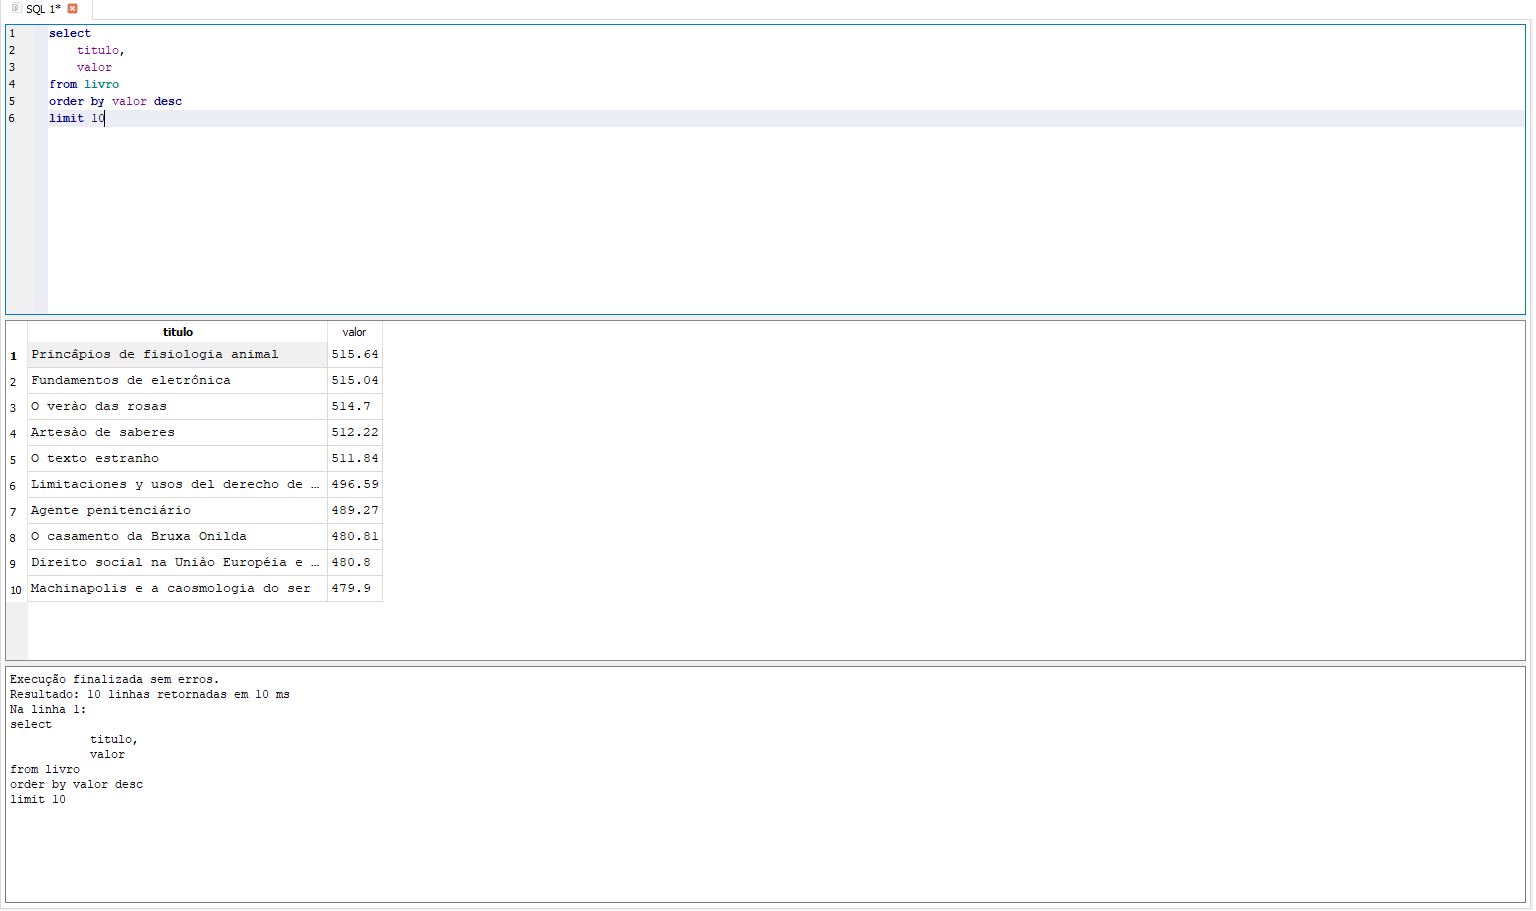 SQL 1*
1 select
2 titulo,
3 valor
4 from livro
5 order by valor desc
6 limit 10
titulo valor
1 Princâpios de fisiologia animal 515.64
2 Fundamentos de eletrônica 515.04
3 O verào das rosas 514.7
4 Artesào de saberes 512.22
5 O texto estranho 511.84
6 Limitaciones y usos del derecho de … 496.59
7 Agente penitenciário 489.27
8 O casamento da Bruxa Onilda 480.81
9 Direito social na Uniào Européia e … 480.8
10 Machinapolis e a caosmologia do ser 479.9
Execução finalizada sem erros.
Resultado: 10 linhas retornadas em 10 ms
Na linha 1:
select
titulo,
valor
from livro
order by valor desc
limit 10